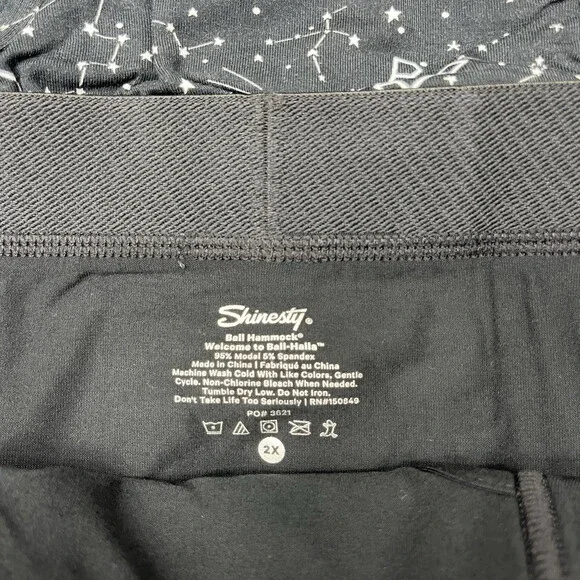 Shinesty®
Ball Hammock®
Welcome to Ball-Halla™
95% Modal 5% Spandex
Made in China | Fabriqué au China
Machine Wash Cold With Like Colors, Gentle
Cycle. Non-Chlorine Bleach When Needed.
Tumble Dry Low. Do Not Iron.
Don't Take Life Too Seriously | RN#150849
PO# 3621
2X